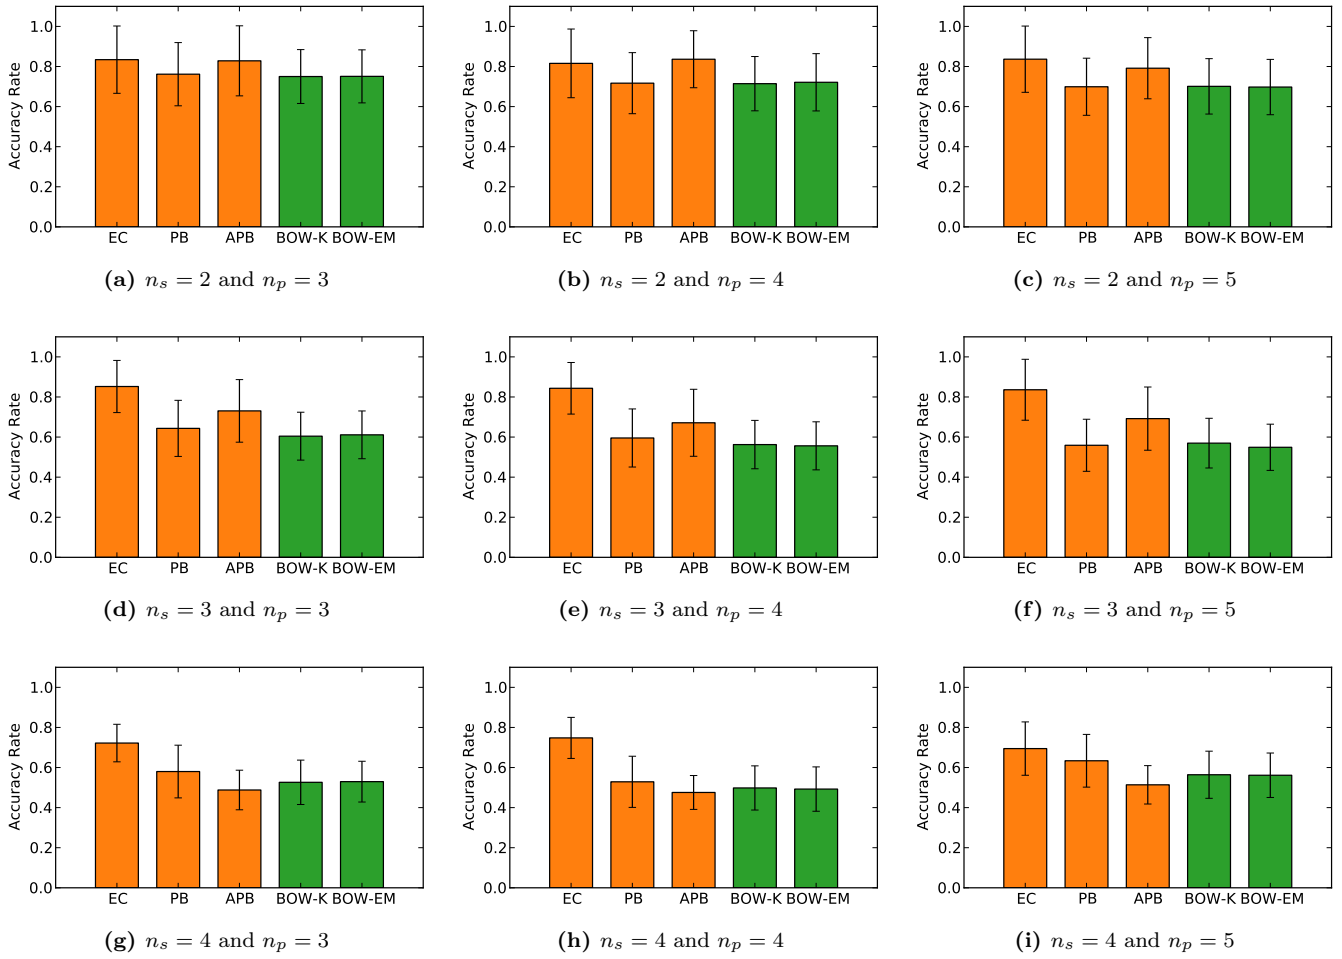 Accuracy Rate
1.0
0.8
0.6
0.4
0.2
0.0
EC PB APB BOW-K BOW-EM
(a) n_s = 2 and n_p = 3
Accuracy Rate
1.0
0.8
0.6
0.4
0.2
0.0
EC PB APB BOW-K BOW-EM
(b) n_s = 2 and n_p = 4
Accuracy Rate
1.0
0.8
0.6
0.4
0.2
0.0
EC PB APB BOW-K BOW-EM
(c) n_s = 2 and n_p = 5
Accuracy Rate
1.0
0.8
0.6
0.4
0.2
0.0
EC PB APB BOW-K BOW-EM
(d) n_s = 3 and n_p = 3
Accuracy Rate
1.0
0.8
0.6
0.4
0.2
0.0
EC PB APB BOW-K BOW-EM
(e) n_s = 3 and n_p = 4
Accuracy Rate
1.0
0.8
0.6
0.4
0.2
0.0
EC PB APB BOW-K BOW-EM
(f) n_s = 3 and n_p = 5
Accuracy Rate
1.0
0.8
0.6
0.4
0.2
0.0
EC PB APB BOW-K BOW-EM
(g) n_s = 4 and n_p = 3
Accuracy Rate
1.0
0.8
0.6
0.4
0.2
0.0
EC PB APB BOW-K BOW-EM
(h) n_s = 4 and n_p = 4
Accuracy Rate
1.0
0.8
0.6
0.4
0.2
0.0
EC PB APB BOW-K BOW-EM
(i) n_s = 4 and n_p = 5